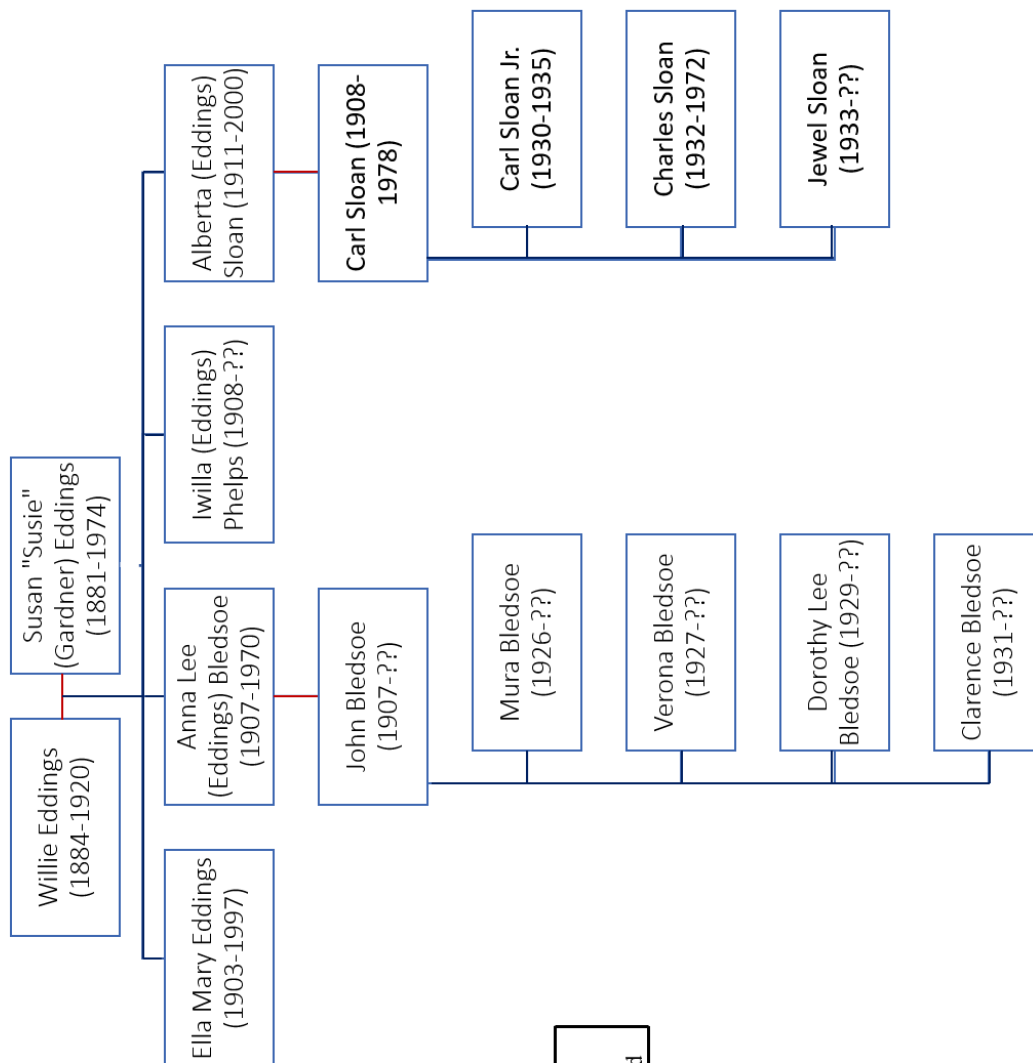 Willie Eddings
(1884-1920)
Susan "Susie"
(Gardner) Eddings
(1881-1974)
Ella Mary Eddings
(1903-1997)
Anna Lee
(Eddings) Bledsoe
(1907-1970)
Iwilla (Eddings)
Phelps (1908-??)
Alberta (Eddings)
Sloan (1911-2000)
John Bledsoe
(1907-??)
Carl Sloan (1908-
1978)
Mura Bledsoe
(1926-??)
Verona Bledsoe
(1927-??)
Dorothy Lee
Bledsoe (1929-??)
Clarence Bledsoe
(1931-??)
Carl Sloan Jr.
(1930-1935)
Charles Sloan
(1932-1972)
Jewel Sloan
(1933-??)